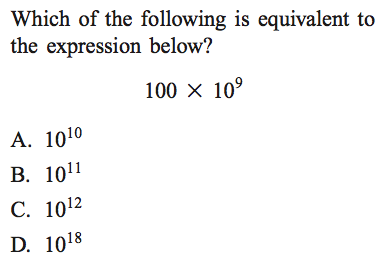 Which of the following is equivalent to
the expression below?
100 × 10⁹
A. 10¹⁰
B. 10¹¹
C. 10¹²
D. 10¹⁸